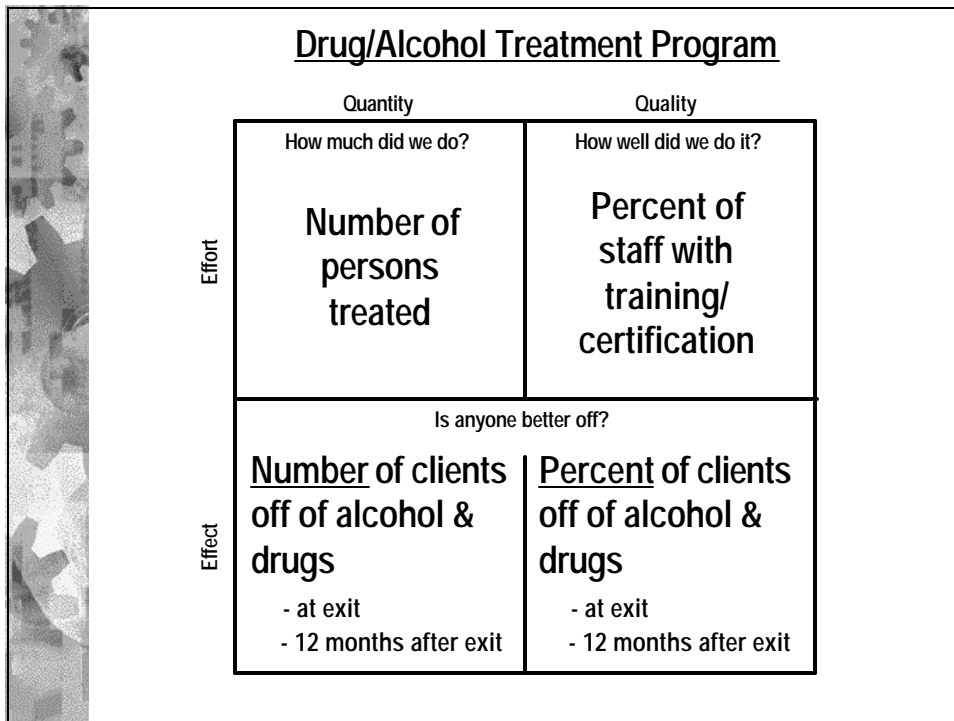 Drug/Alcohol Treatment Program
Quantity
Quality
How much did we do?
How well did we do it?
Effort
Number of
persons
treated
Percent of
staff with
training/
certification
Is anyone better off?
Effect
Number of clients
off of alcohol &
drugs
- at exit
- 12 months after exit
Percent of clients
off of alcohol &
drugs
- at exit
- 12 months after exit